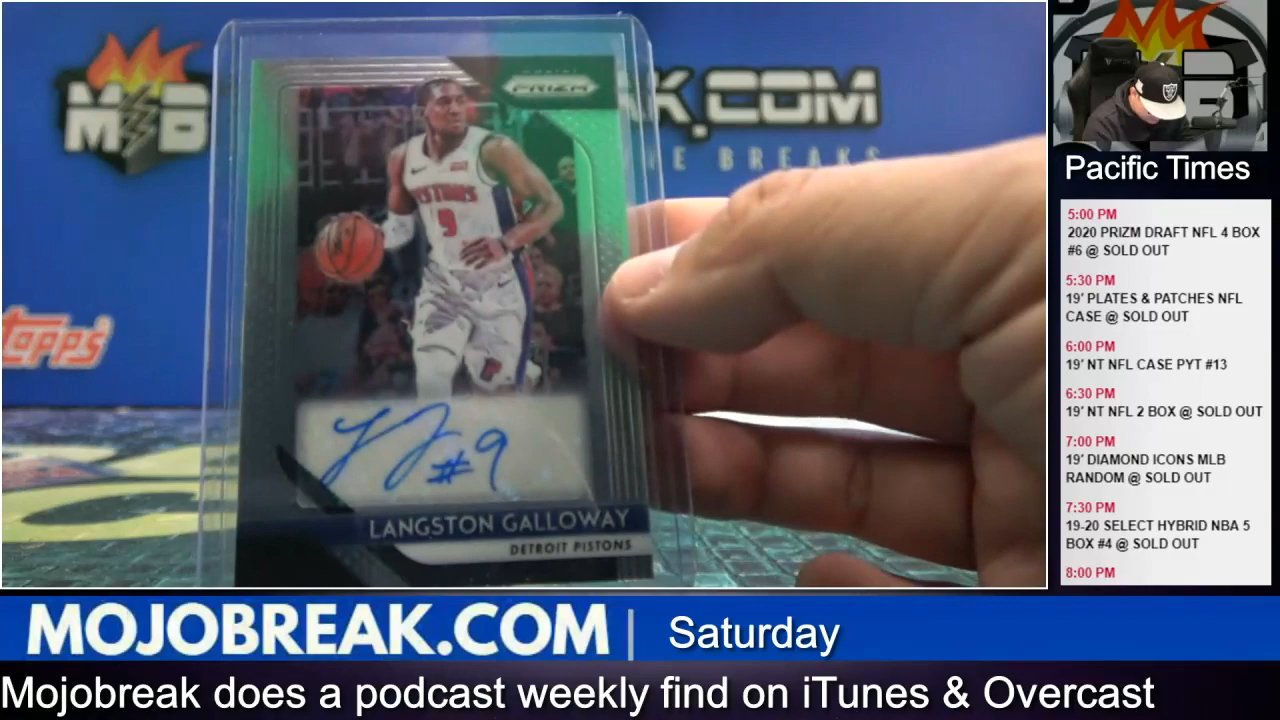 MB
K.COM
E BREAKS
TOPPS
PANINI
PRIZM
PISTONS
9
#9
LANGSTON GALLOWAY
DETROIT PISTONS
Pacific Times
5:00 PM
2020 PRIZM DRAFT NFL 4 BOX
#6 @ SOLD OUT
5:30 PM
19' PLATES & PATCHES NFL
CASE @ SOLD OUT
6:00 PM
19' NT NFL CASE PYT #13
6:30 PM
19' NT NFL 2 BOX @ SOLD OUT
7:00 PM
19' DIAMOND ICONS MLB
RANDOM @ SOLD OUT
7:30 PM
19-20 SELECT HYBRID NBA 5
BOX #4 @ SOLD OUT
8:00 PM
MOJOBREAK.COM | Saturday
Mojobreak does a podcast weekly find on iTunes & Overcast